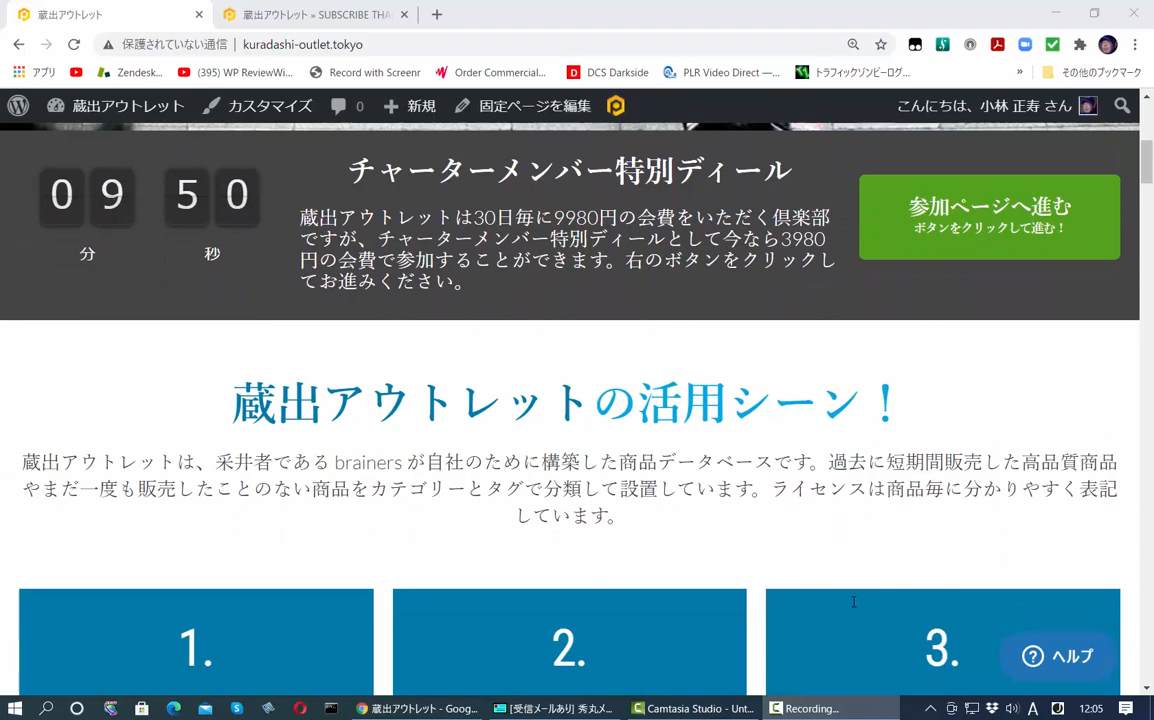 蔵出アウトレット
蔵出アウトレット » SUBSCRIBE THA
保護されていない通信 | kuradashi-outlet.tokyo
アプリ Zendesk... (395) WP ReviewWi... Record with Screenr Order Commercial... DCS Darkside PLR Video Direct —... トラフィックゾンビーログ... » その他のブックマーク
蔵出アウトレット カスタマイズ 0 新規 固定ページを編集 こんにちは、小林 正寿 さん
09 50
分 秒
チャーターメンバー特別ディール
蔵出アウトレットは30日毎に9980円の会費をいただく倶楽部
ですが、チャーターメンバー特別ディールとして今なら3980
円の会費で参加することができます。右のボタンをクリックし
てお進みください。
参加ページへ進む
ボタンをクリックして進む！
蔵出アウトレットの活用シーン！
蔵出アウトレットは、采井者である brainers が自社のために構築した商品データベースです。過去に短期間販売した高品質商品
やまだ一度も販売したことのない商品をカテゴリーとタグで分類して設置しています。ライセンスは商品毎に分かりやすく表記
しています。
1.
2.
3.
ヘルプ
蔵出アウトレット - Goog... [受信メールあり] 秀丸メ... Camtasia Studio - Unt... Recording... A 12:05